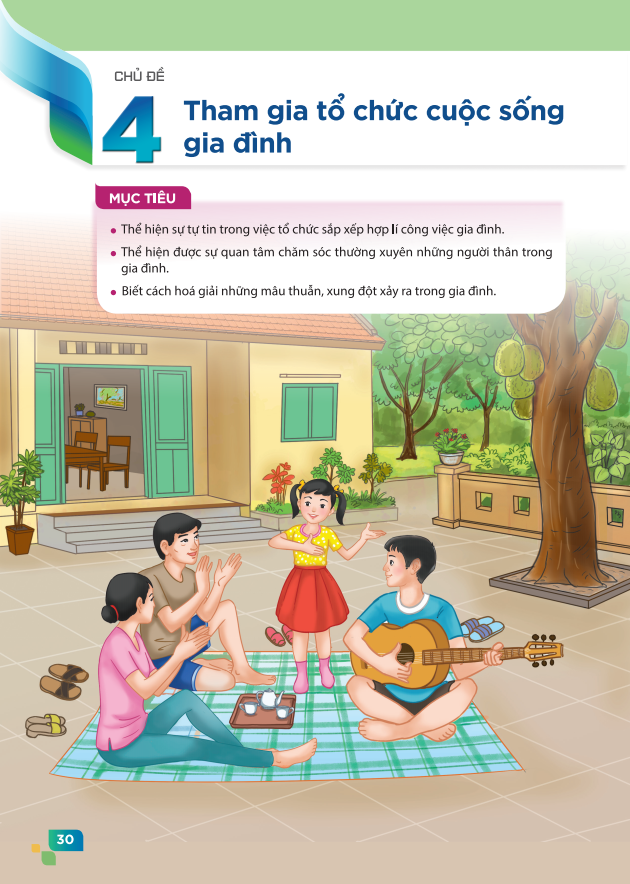 CHỦ ĐỀ
4
Tham gia tổ chức cuộc sống
gia đình
MỤC TIÊU
• Thể hiện sự tự tin trong việc tổ chức sắp xếp hợp lí công việc gia đình.
• Thể hiện được sự quan tâm chăm sóc thường xuyên những người thân trong
gia đình.
• Biết cách hoá giải những mâu thuẫn, xung đột xảy ra trong gia đình.
30